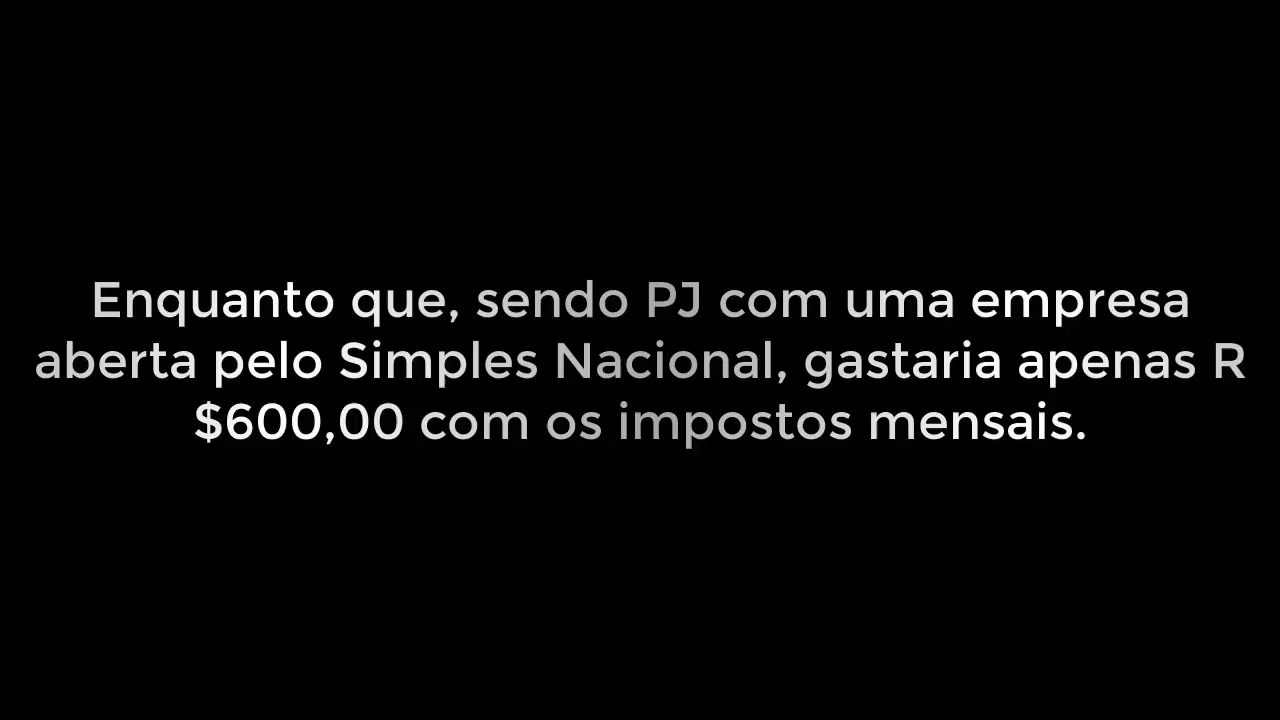 Enquanto que, sendo PJ com uma empresa
aberta pelo Simples Nacional, gastaria apenas R
$600,00 com os impostos mensais.